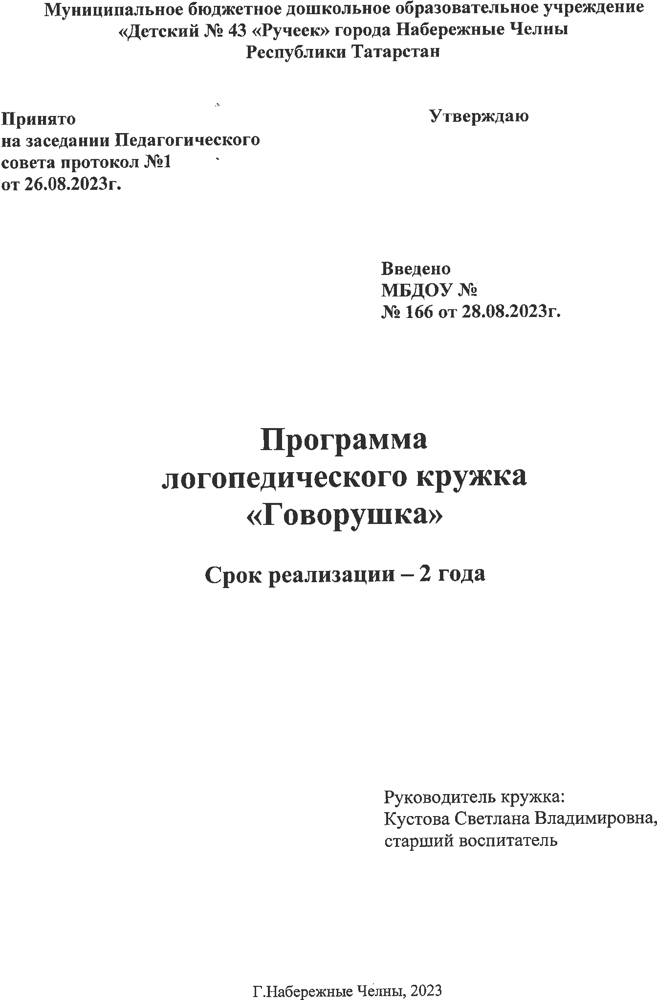 Муниципальное бюджетное дошкольное образовательное учреждение
«Детский № 43 «Ручеек» города Набережные Челны
Республики Татарстан
Принято
на заседании Педагогического
совета протокол №1
от 26.08.2023г.
Утверждаю
Введено
МБДОУ №
№ 166 от 28.08.2023г.
Программа
логопедического кружка
«Говорушка»
Срок реализации – 2 года
Руководитель кружка:
Кустова Светлана Владимировна,
старший воспитатель
Г.Набережные Челны, 2023